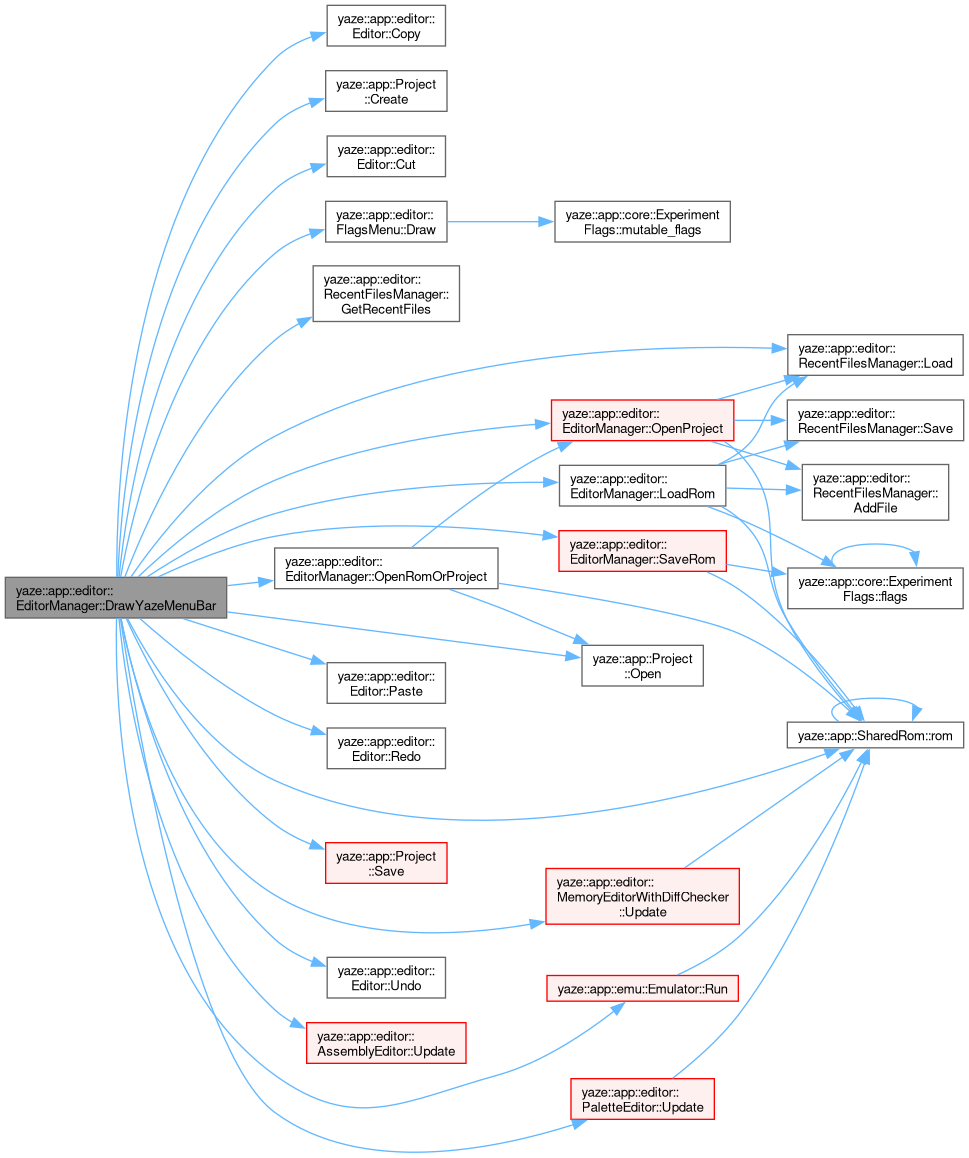 yaze::app::editor::
Editor::Copy
yaze::app::Project
::Create
yaze::app::editor::
Editor::Cut
yaze::app::editor::
FlagsMenu::Draw
yaze::app::core::Experiment
Flags::mutable_flags
yaze::app::editor::
RecentFilesManager::
GetRecentFiles
yaze::app::editor::
RecentFilesManager::Load
yaze::app::editor::
EditorManager::OpenProject
yaze::app::editor::
RecentFilesManager::Save
yaze::app::editor::
EditorManager::LoadRom
yaze::app::editor::
RecentFilesManager::
AddFile
yaze::app::editor::
EditorManager::SaveRom
yaze::app::editor::
EditorManager::OpenRomOrProject
yaze::app::core::Experiment
Flags::flags
yaze::app::editor::
EditorManager::DrawYazeMenuBar
yaze::app::Project
::Open
yaze::app::editor::
Editor::Paste
yaze::app::editor::
Editor::Redo
yaze::app::SharedRom::rom
yaze::app::Project
::Save
yaze::app::editor::
MemoryEditorWithDiffChecker
::Update
yaze::app::editor::
Editor::Undo
yaze::app::emu::Emulator::Run
yaze::app::editor::
AssemblyEditor::Update
yaze::app::editor::
PaletteEditor::Update